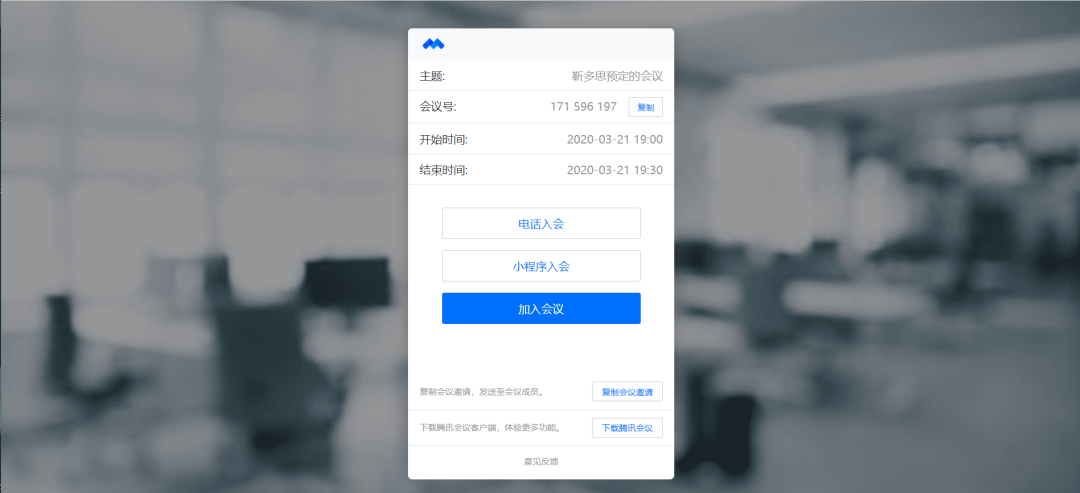 主题: 靳多思预定的会议
会议号: 171 596 197 复制
开始时间: 2020-03-21 19:00
结束时间: 2020-03-21 19:30
电话入会
小程序入会
加入会议
复制会议邀请，发送至会议成员。 复制会议邀请
下载腾讯会议客户端，体验更多功能。 下载腾讯会议
意见反馈